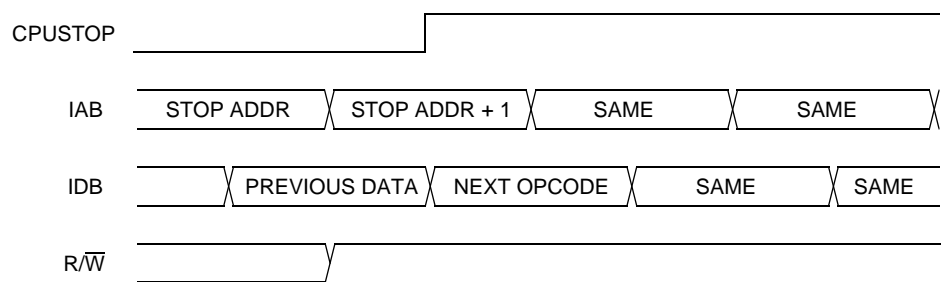 CPUSTOP
IAB STOP ADDR STOP ADDR + 1 SAME SAME
IDB PREVIOUS DATA NEXT OPCODE SAME SAME
R/W̅